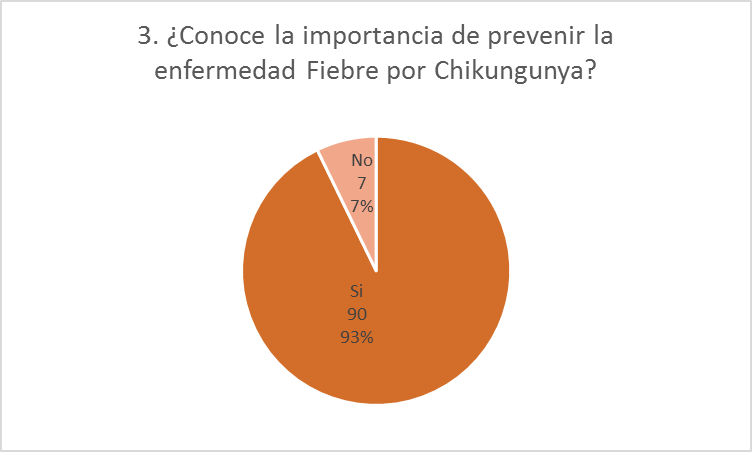 3. ¿Conoce la importancia de prevenir la
enfermedad Fiebre por Chikungunya?
No
7
7%
Si
90
93%